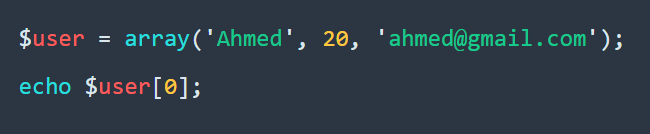 $user = array('Ahmed', 20, 'ahmed@gmail.com');
echo $user[0];